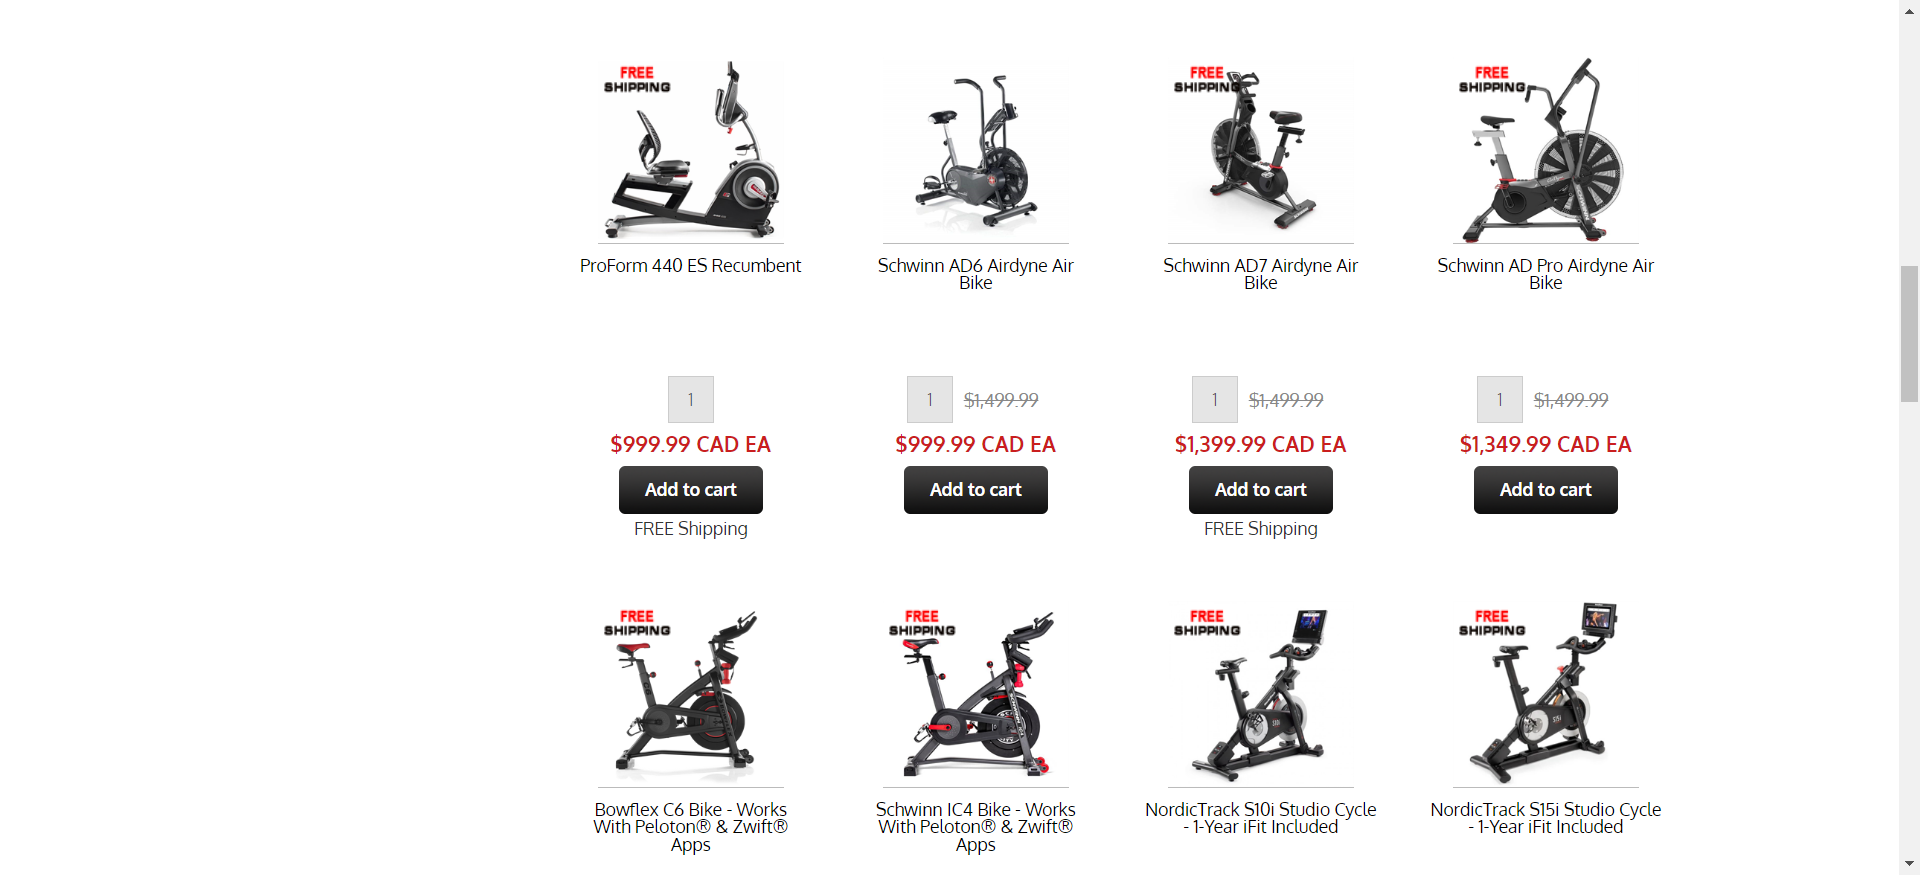 FREE
SHIPPING
FREE
SHIPPING
FREE
SHIPPING
ProForm 440 ES Recumbent
Schwinn AD6 Airdyne Air
Bike
Schwinn AD7 Airdyne Air
Bike
Schwinn AD Pro Airdyne Air
Bike
1
1 $1,499.99
1 $1,499.99
1 $1,499.99
$999.99 CAD EA
$999.99 CAD EA
$1,399.99 CAD EA
$1,349.99 CAD EA
Add to cart
Add to cart
Add to cart
Add to cart
FREE Shipping
FREE Shipping
FREE
SHIPPING
FREE
SHIPPING
FREE
SHIPPING
FREE
SHIPPING
Bowflex C6 Bike - Works
With Peloton® & Zwift®
Apps
Schwinn IC4 Bike - Works
With Peloton® & Zwift®
Apps
NordicTrack S10i Studio Cycle
- 1-Year iFit Included
NordicTrack S15i Studio Cycle
- 1-Year iFit Included